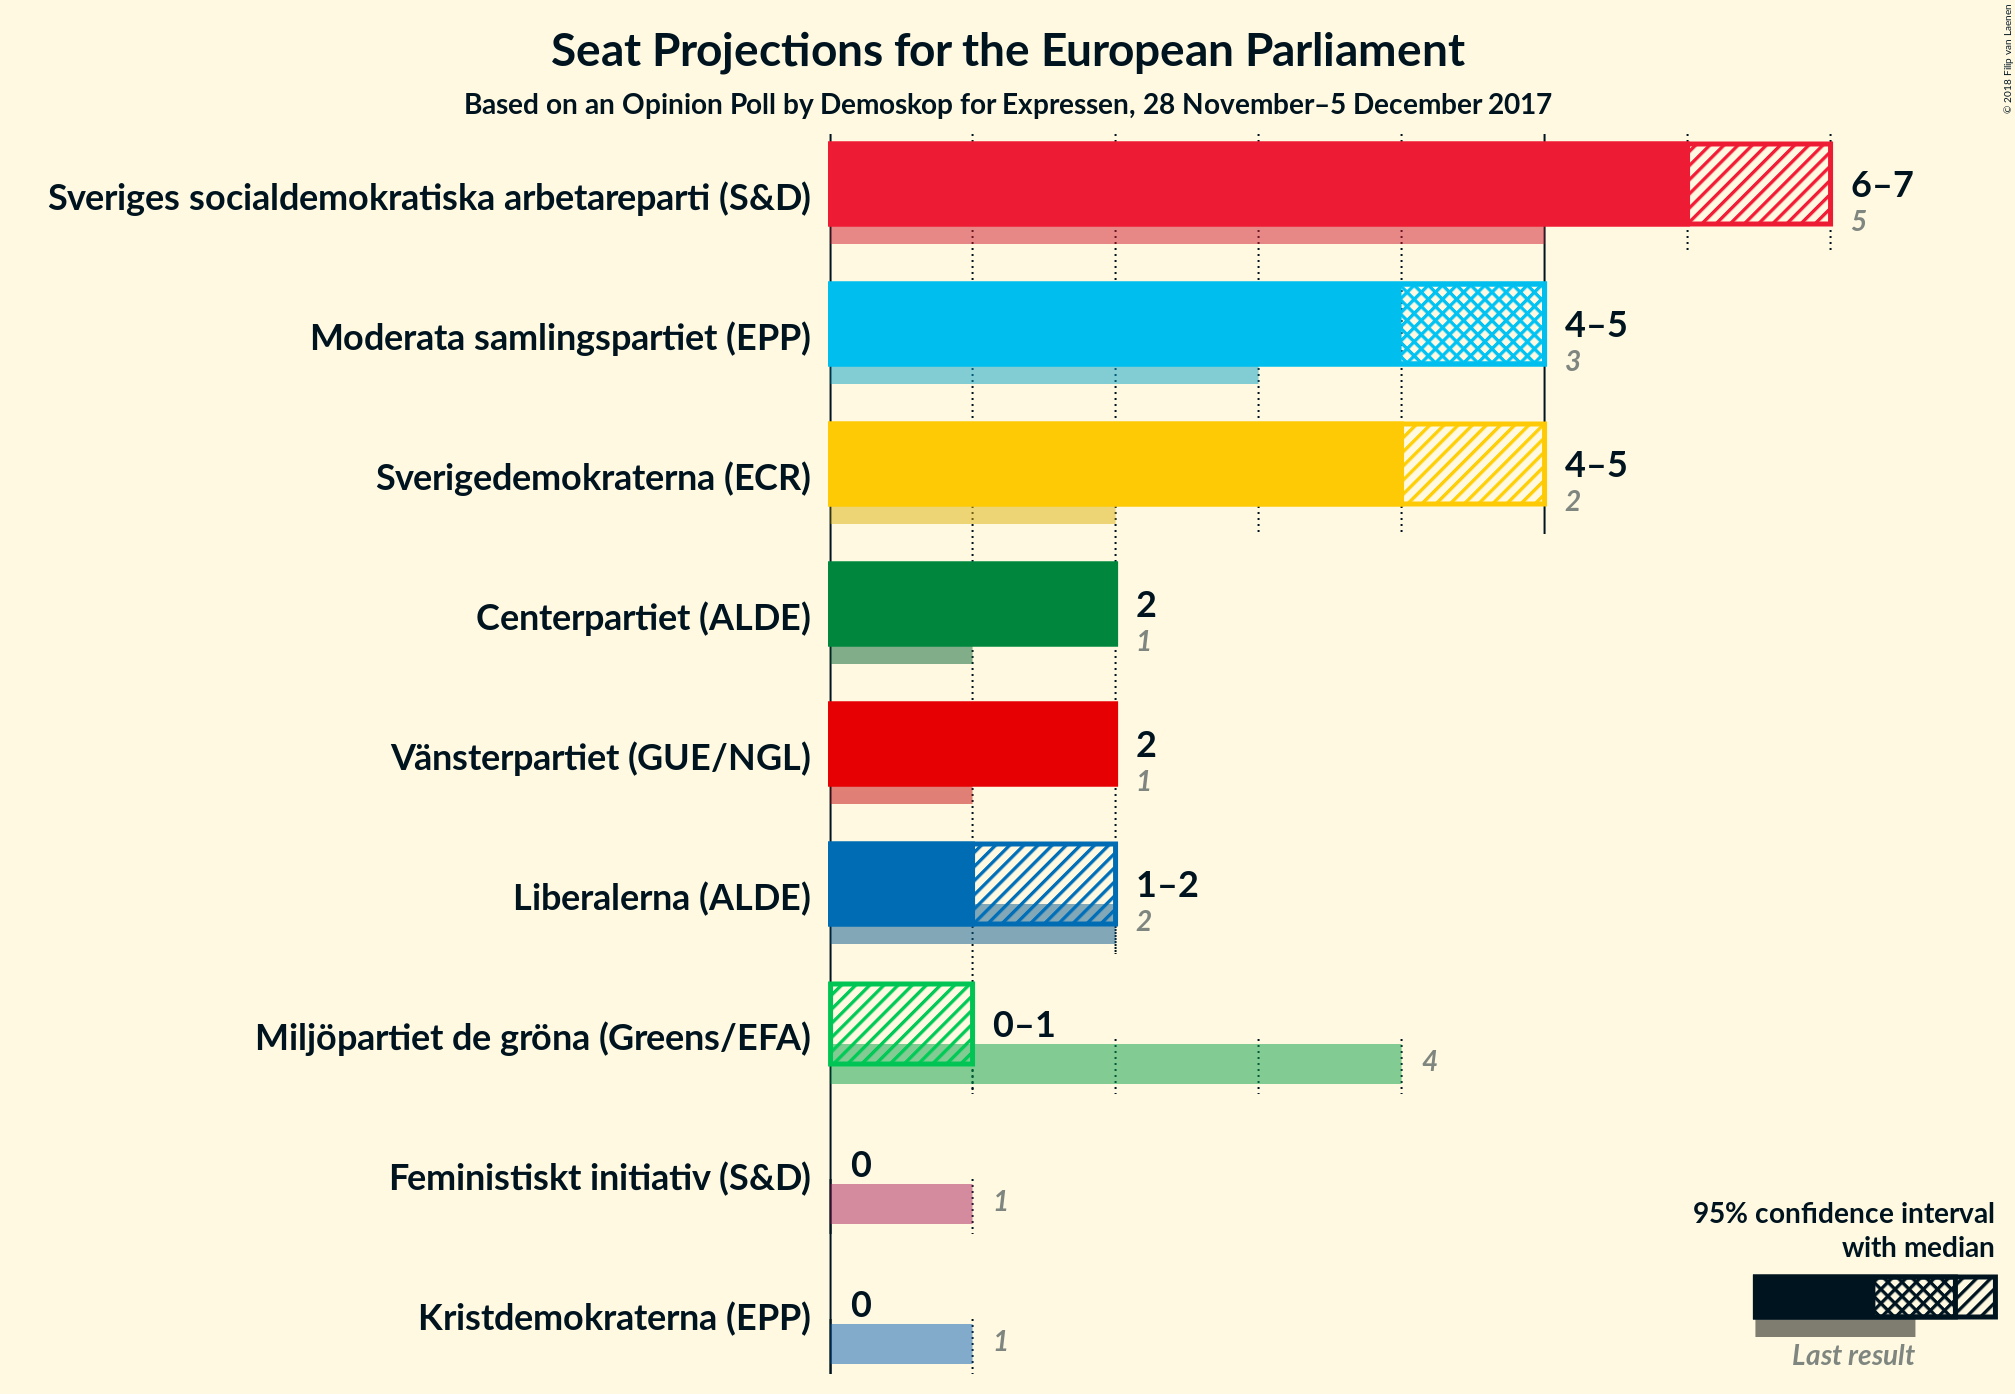 Seat Projections for the European Parliament
Based on an Opinion Poll by Demoskop for Expressen, 28 November–5 December 2017
© 2018 Filip van Laenen
Sveriges socialdemokratiska arbetareparti (S&D)
6–7
5
Moderata samlingspartiet (EPP)
4–5
3
Sverigedemokraterna (ECR)
4–5
2
Centerpartiet (ALDE)
2
1
Vänsterpartiet (GUE/NGL)
2
1
Liberalerna (ALDE)
1–2
2
Miljöpartiet de gröna (Greens/EFA)
0–1
4
Feministiskt initiativ (S&D)
0
1
Kristdemokraterna (EPP)
0
1
95% confidence interval
with median
Last result